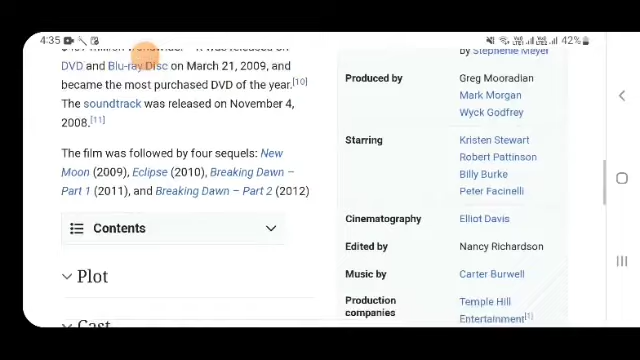 4:35
42%
DVD and Blu-ray Disc on March 21, 2009, and
became the most purchased DVD of the year.[10]
The soundtrack was released on November 4,
2008.[11]
The film was followed by four sequels: New
Moon (2009), Eclipse (2010), Breaking Dawn –
Part 1 (2011), and Breaking Dawn – Part 2 (2012)
Contents
Plot
Cast
by Stephenie Meyer
Produced by
Greg Mooradian
Mark Morgan
Wyck Godfrey
Starring
Kristen Stewart
Robert Pattinson
Billy Burke
Peter Facinelli
Cinematography
Elliot Davis
Edited by
Nancy Richardson
Music by
Carter Burwell
Production
companies
Temple Hill
Entertainment[1]